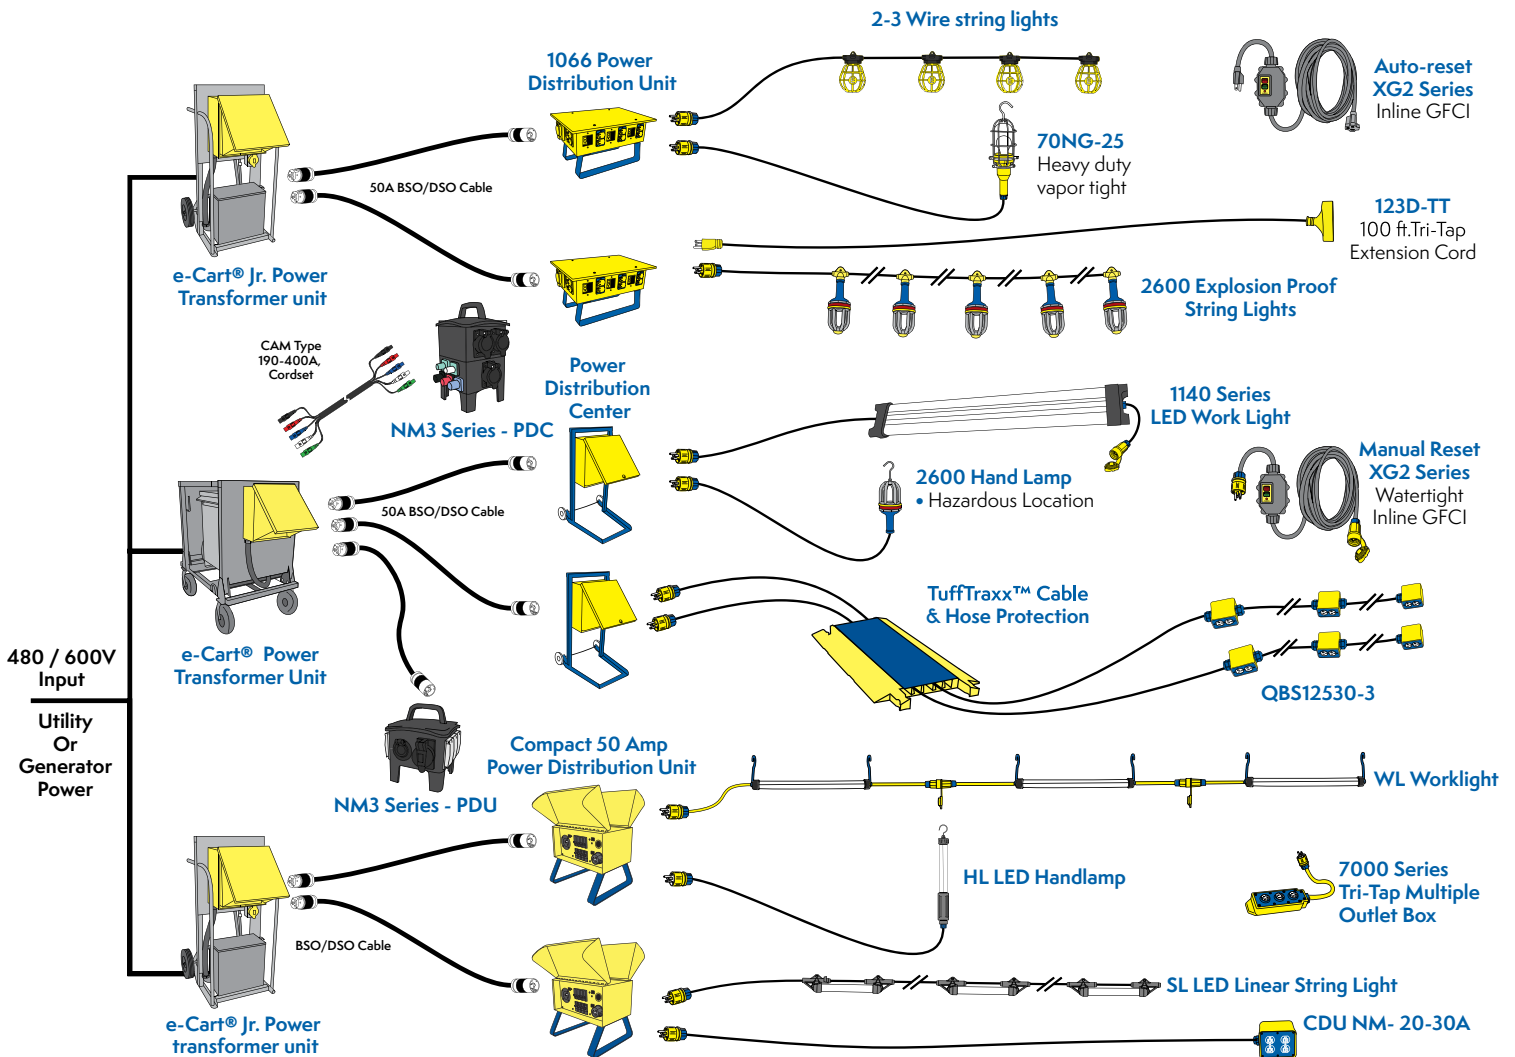 2-3 Wire string lights
1066 Power
Distribution Unit
Auto-reset
XG2 Series
Inline GFCI
70NG-25
Heavy duty
vapor tight
50A BSO/DSO Cable
123D-TT
100 ft.Tri-Tap
Extension Cord
e-Cart® Jr. Power
Transformer unit
2600 Explosion Proof
String Lights
CAM Type
190-400A,
Cordset
NM3 Series - PDC
Power
Distribution
Center
1140 Series
LED Work Light
2600 Hand Lamp
• Hazardous Location
Manual Reset
XG2 Series
Watertight
Inline GFCI
50A BSO/DSO Cable
TuffTraxx™ Cable
& Hose Protection
480 / 600V
Input
Utility
Or
Generator
Power
e-Cart® Power
Transformer Unit
QBS12530-3
NM3 Series - PDU
Compact 50 Amp
Power Distribution Unit
WL Worklight
HL LED Handlamp
7000 Series
Tri-Tap Multiple
Outlet Box
BSO/DSO Cable
SL LED Linear String Light
e-Cart® Jr. Power
transformer unit
CDU NM- 20-30A